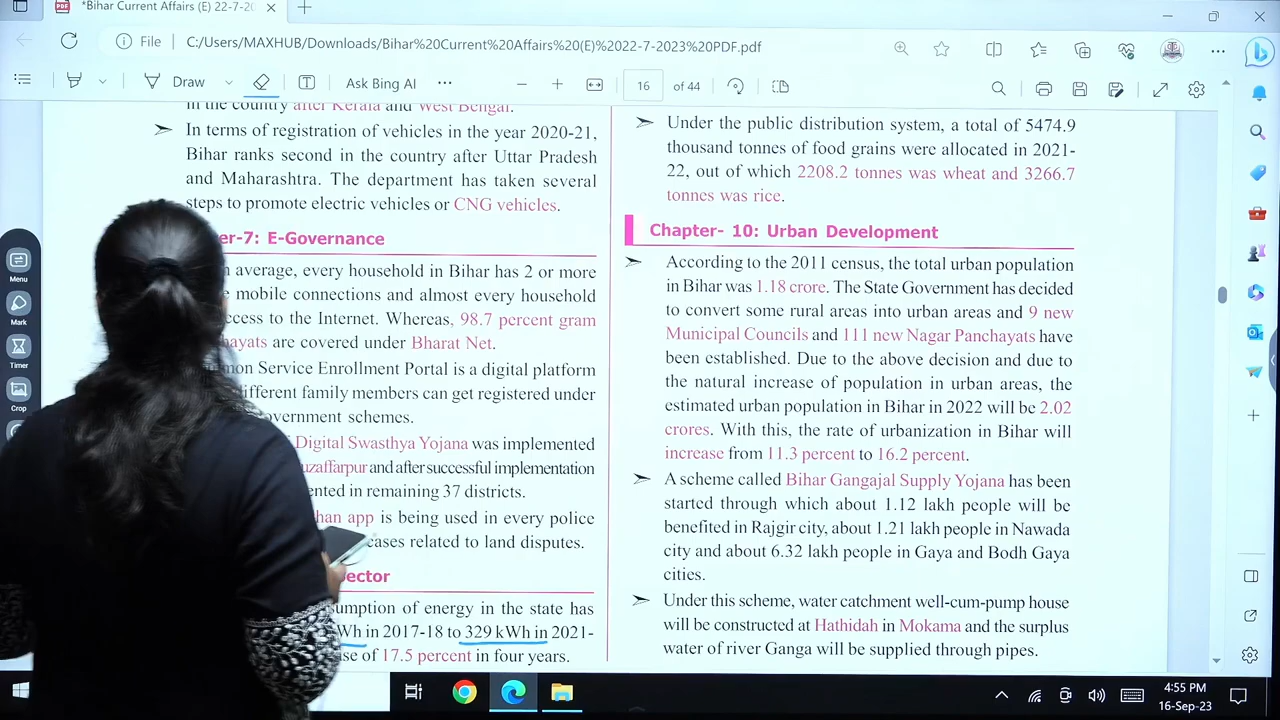 *Bihar Current Affairs (E) 22-7-20
File
C:/Users/MAXHUB/Downloads/Bihar%20Current%20Affairs%20(E)%2022-7-2023%20PDF.pdf
Draw
Ask Bing AI
16 of 44
in the country after Kerala and West Bengal.
➢ In terms of registration of vehicles in the year 2020-21,
Bihar ranks second in the country after Uttar Pradesh
and Maharashtra. The department has taken several
steps to promote electric vehicles or CNG vehicles.
er-7: E-Governance
average, every household in Bihar has 2 or more
mobile connections and almost every household
ccess to the Internet. Whereas, 98.7 percent gram
hayats are covered under Bharat Net.
mon Service Enrollment Portal is a digital platform
ifferent family members can get registered under
overnment schemes.
Digital Swasthya Yojana was implemented
uzaffarpur and after successful implementation
ented in remaining 37 districts.
han app is being used in every police
cases related to land disputes.
Sector
umption of energy in the state has
Wh in 2017-18 to 329 kWh in 2021-
se of 17.5 percent in four years.
➢ Under the public distribution system, a total of 5474.9
thousand tonnes of food grains were allocated in 2021-
22, out of which 2208.2 tonnes was wheat and 3266.7
tonnes was rice.
Chapter- 10: Urban Development
➢ According to the 2011 census, the total urban population
in Bihar was 1.18 crore. The State Government has decided
to convert some rural areas into urban areas and 9 new
Municipal Councils and 111 new Nagar Panchayats have
been established. Due to the above decision and due to
the natural increase of population in urban areas, the
estimated urban population in Bihar in 2022 will be 2.02
crores. With this, the rate of urbanization in Bihar will
increase from 11.3 percent to 16.2 percent.
➢ A scheme called Bihar Gangajal Supply Yojana has been
started through which about 1.12 lakh people will be
benefited in Rajgir city, about 1.21 lakh people in Nawada
city and about 6.32 lakh people in Gaya and Bodh Gaya
cities.
➢ Under this scheme, water catchment well-cum-pump house
will be constructed at Hathidah in Mokama and the surplus
water of river Ganga will be supplied through pipes.
Menu
Mark
Timer
Crop
4:55 PM
16-Sep-23